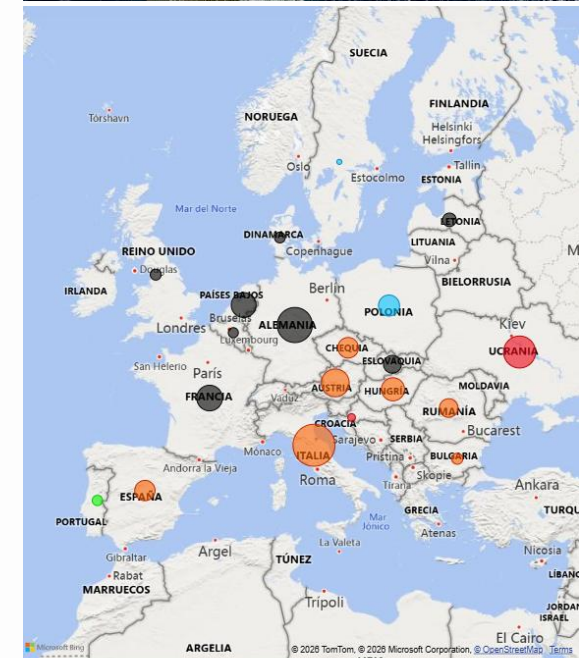 SUECIA
FINLANDIA
Tórshavn
NORUEGA
Helsinki
Helsingfors
Oslo
Tallin
Estocolmo
ESTONIA
Mar del Norte
LETONIA
DINAMARCA
LITUANIA
Copenhague
REINO UNIDO
Vilna
Douglas
BIELORRUSIA
IRLANDA
PAÍSES BAJOS
Berlín
POLONIA
Bruselas
ALEMANIA
Londres
Kiev
Luxembourg
CHEQUIA
UCRANIA
ESLOVAQUIA
San Helerio
París
AUSTRIA
HUNGRÍA
MOLDAVIA
FRANCIA
Vaduz
RUMANÍA
CROACIA
Bucarest
Mónaco
Sarajevo
SERBIA
ITALIA
Pristina
BULGARIA
Andorra la Vieja
Roma
Skopie
Tirana
Ankara
ESPAÑA
GRECIA
TURQU
PORTUGAL
Mar
Jónico
Atenas
Gibraltar
Argel
La Valeta
Nicosia
Rabat
TÚNEZ
LÍBANO
MARRUECOS
Trípoli
JORDAN
ISRAEL
El Cairo
ARGELIA
Microsoft Bing
© 2026 TomTom, © 2026 Microsoft Corporation, © OpenStreetMap Terms